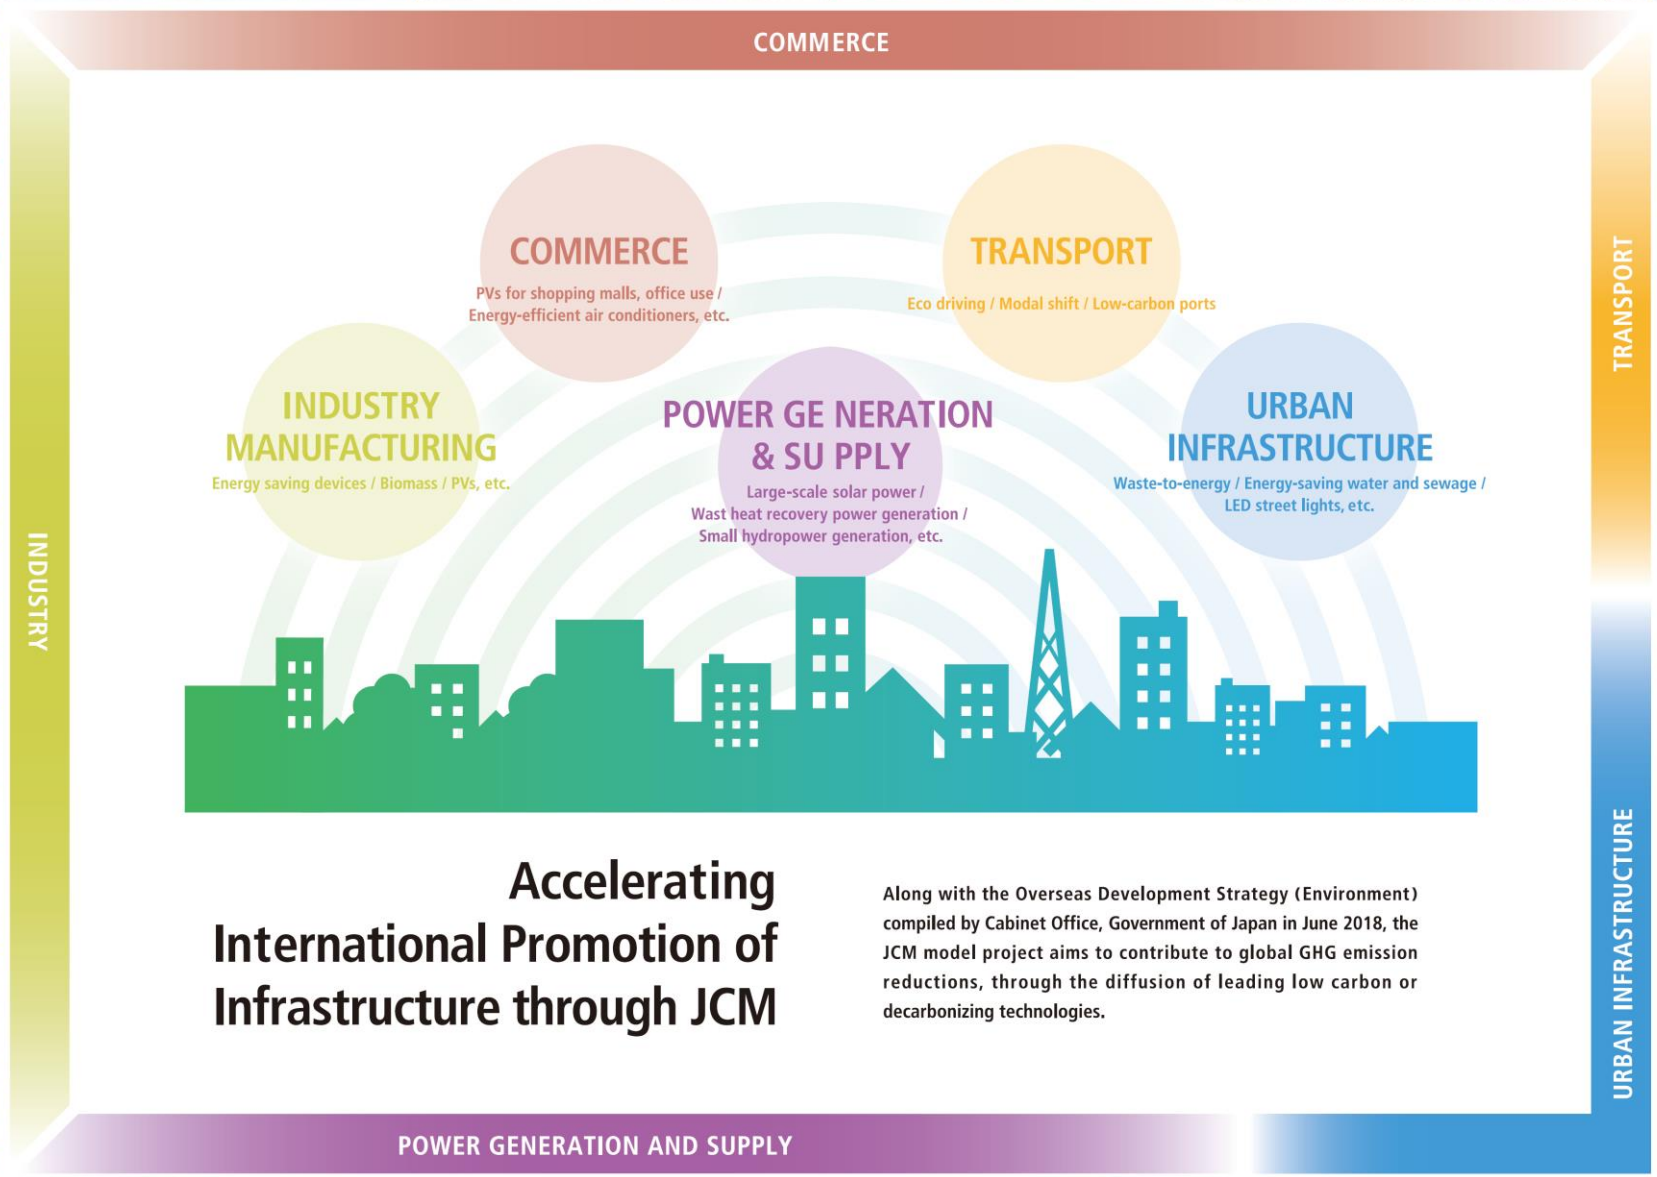 COMMERCE
COMMERCE
PVs for shopping malls, office use /
Energy-efficient air conditioners, etc.
TRANSPORT
Eco driving / Modal shift / Low-carbon ports
INDUSTRY
MANUFACTURING
Energy saving devices / Biomass / PVs, etc.
POWER GE NERATION
& SU PPLY
Large-scale solar power /
Wast heat recovery power generation /
Small hydropower generation, etc.
URBAN
INFRASTRUCTURE
Waste-to-energy / Energy-saving water and sewage /
LED street lights, etc.
INDUSTRY
TRANSPORT
URBAN INFRASTRUCTURE
Accelerating
International Promotion of
Infrastructure through JCM
Along with the Overseas Development Strategy (Environment)
compiled by Cabinet Office, Government of Japan in June 2018, the
JCM model project aims to contribute to global GHG emission
reductions, through the diffusion of leading low carbon or
decarbonizing technologies.
POWER GENERATION AND SUPPLY